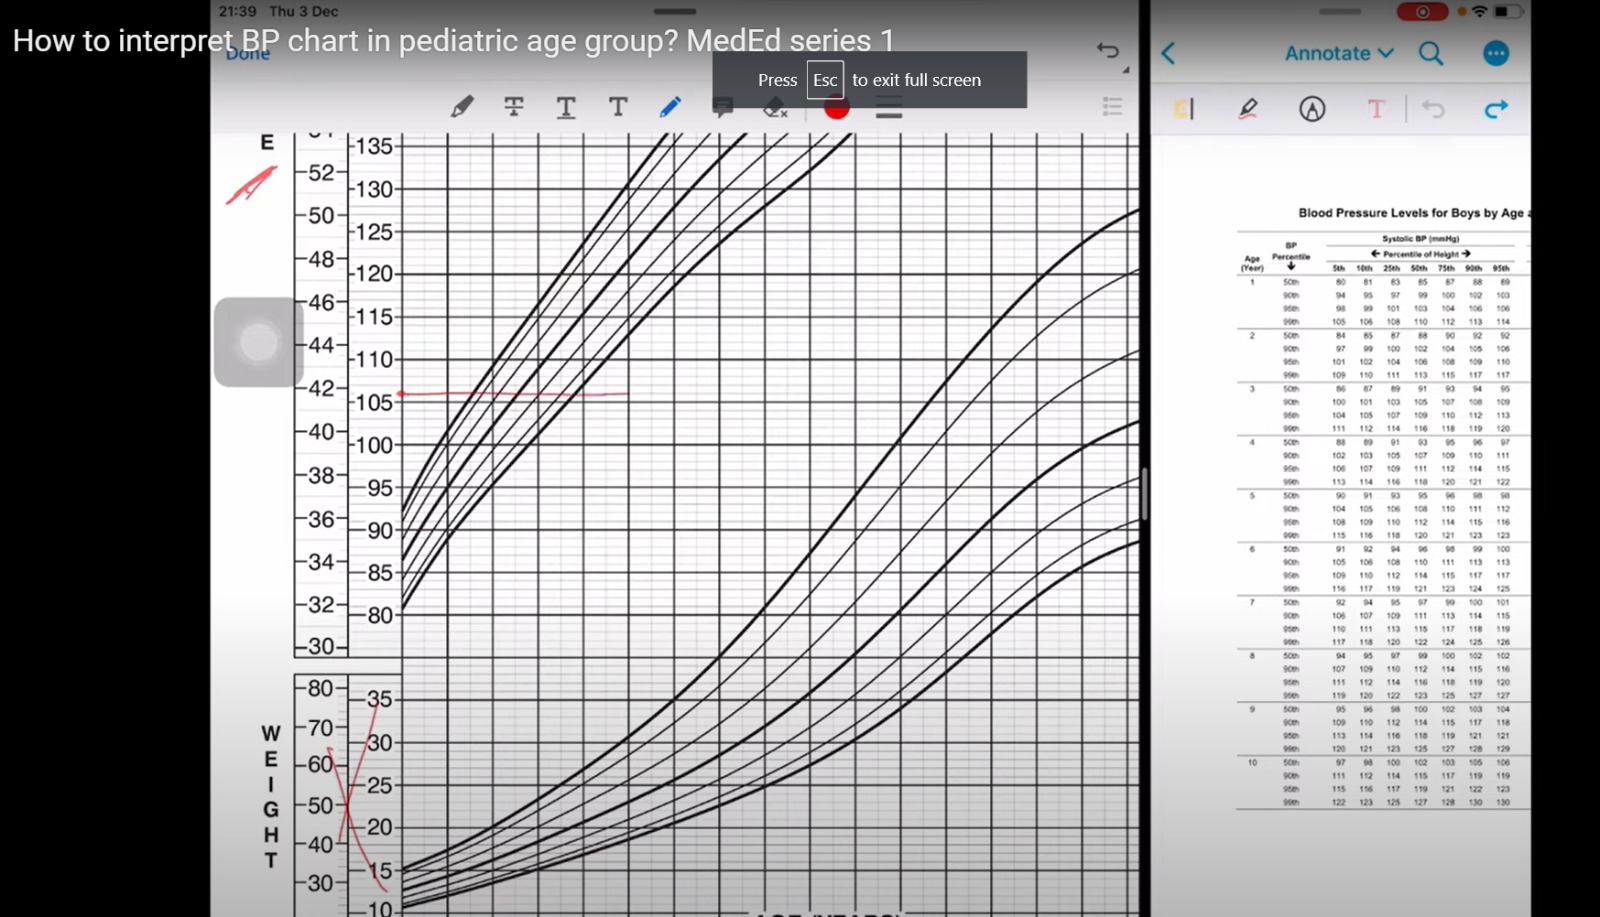 21:39 Thu 3 Dec
How to interpret BP chart in pediatric age group? MedEd series 1
Done
Press Esc to exit full screen
Annotate
E
52
50
48
46
44
42
40
38
36
34
32
30
135
130
125
120
115
110
105
100
95
90
85
80
W
E
I
G
H
T
80
70
60
50
40
30
35
30
25
20
15
10
AGE (YEARS)
Blood Pressure Levels for Boys by Age
Systolic BP (mmHg)
BP
Age Percentile ← Percentile of Height →
(Year) ↓ 5th 10th 25th 50th 75th 90th 95th
1 50th 80 81 83 85 87 88 89
90th 94 95 97 99 100 102 103
95th 98 99 101 103 104 106 106
99th 105 106 108 110 112 113 114
2 50th 84 85 87 88 90 92 92
90th 97 99 100 102 104 105 106
95th 101 102 104 106 108 109 110
99th 109 110 111 113 115 117 117
3 50th 86 87 89 91 93 94 95
90th 100 101 103 105 107 108 109
95th 104 105 107 109 110 112 113
99th 111 112 114 116 118 119 120
4 50th 88 89 91 93 95 96 97
90th 102 103 105 107 109 110 111
95th 106 107 109 111 112 114 115
99th 113 114 116 118 120 121 122
5 50th 90 91 93 95 96 98 98
90th 104 105 106 108 110 111 112
95th 108 109 110 112 114 115 116
99th 115 116 118 120 121 123 123
6 50th 91 92 94 96 98 99 100
90th 105 106 108 110 111 113 113
95th 109 110 112 114 115 117 117
99th 116 117 119 121 123 124 125
7 50th 92 94 95 97 99 100 101
90th 106 107 109 111 113 114 115
95th 110 111 113 115 117 118 119
99th 117 118 120 122 124 125 126
8 50th 94 95 97 99 100 102 102
90th 107 109 110 112 114 115 116
95th 111 112 114 116 118 119 120
99th 119 120 122 123 125 127 127
9 50th 95 96 98 100 102 103 104
90th 109 110 112 114 115 117 118
95th 113 114 116 118 119 121 121
99th 120 121 123 125 127 128 129
10 50th 97 98 100 102 103 105 106
90th 111 112 114 115 117 119 119
95th 115 116 117 119 121 122 123
99th 122 123 125 127 128 130 130